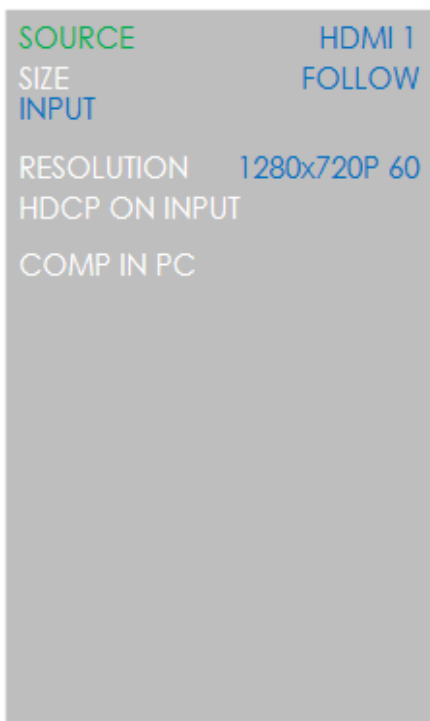 SOURCE HDMI 1
SIZE FOLLOW
INPUT
RESOLUTION 1280x720P 60
HDCP ON INPUT
COMP IN PC